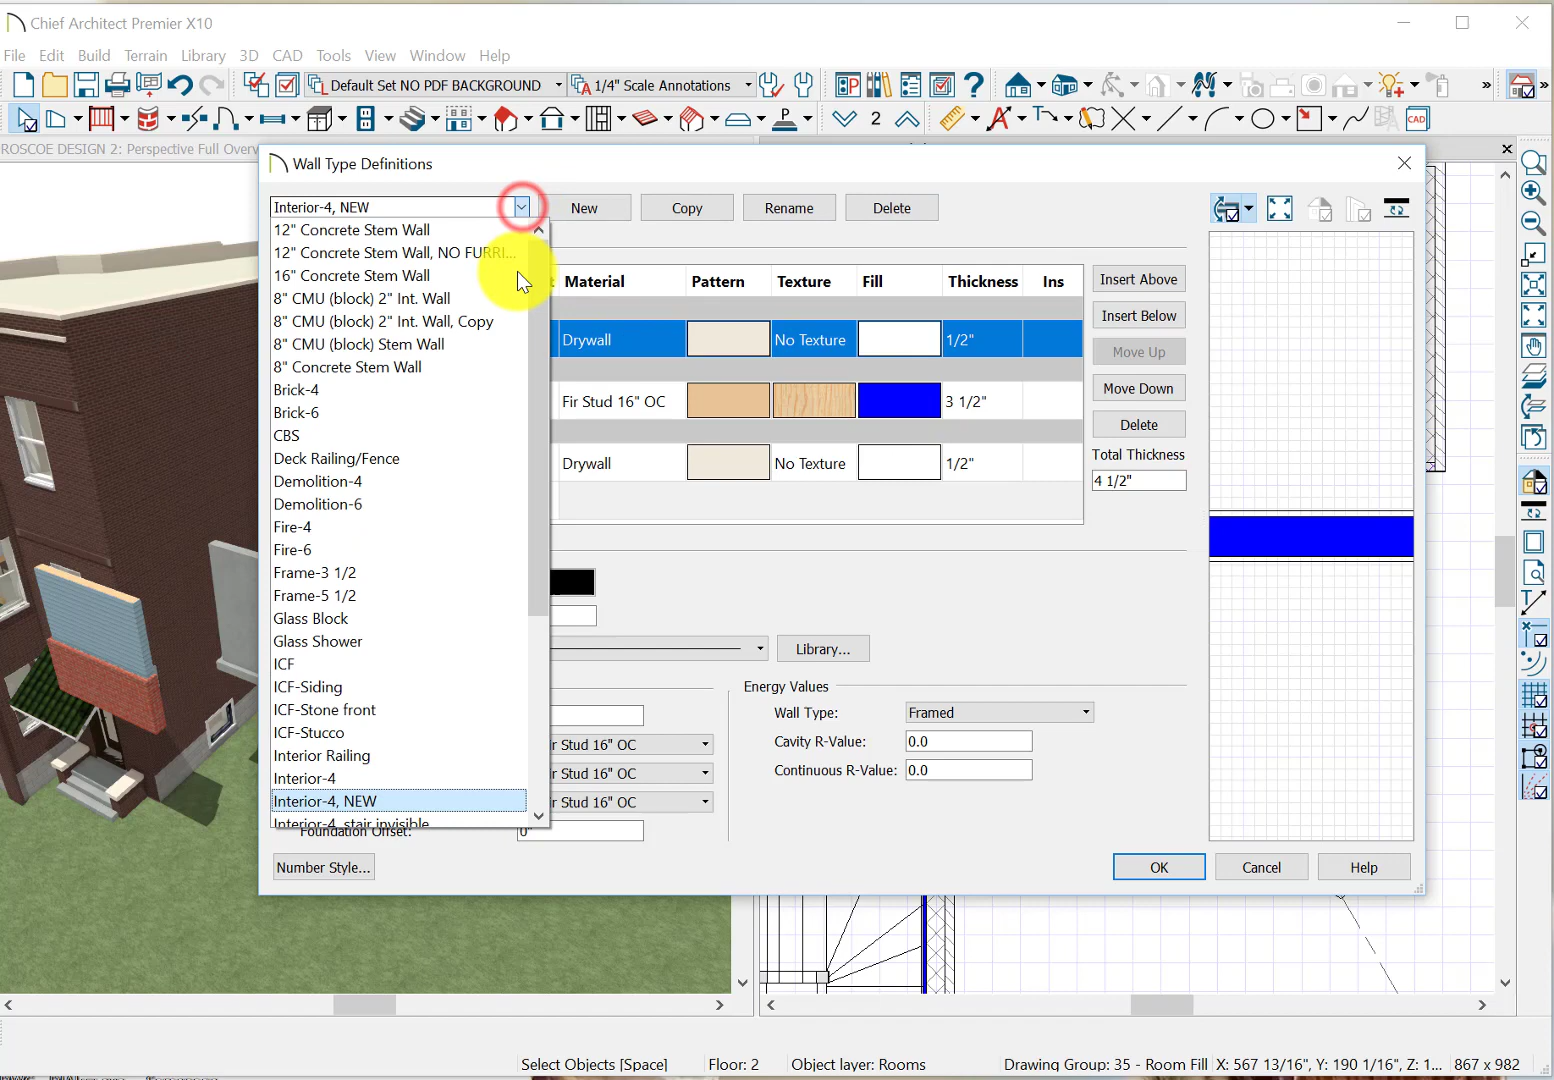 Chief Architect Premier X10
File Edit Build Terrain Library 3D CAD Tools View Window Help
Default Set NO PDF BACKGROUND
1/4" Scale Annotations
2
CAD
ROSCOE DESIGN 2: Perspective Full Overv
Wall Type Definitions
Interior-4, NEW
New
Copy
Rename
Delete
12" Concrete Stem Wall
12" Concrete Stem Wall, NO FURRI...
16" Concrete Stem Wall
8" CMU (block) 2" Int. Wall
8" CMU (block) 2" Int. Wall, Copy
8" CMU (block) Stem Wall
8" Concrete Stem Wall
Brick-4
Brick-6
CBS
Deck Railing/Fence
Demolition-4
Demolition-6
Fire-4
Fire-6
Frame-3 1/2
Frame-5 1/2
Glass Block
Glass Shower
ICF
ICF-Siding
ICF-Stone front
ICF-Stucco
Interior Railing
Interior-4
Interior-4, NEW
Interior-4, stair invisible
t Material Pattern Texture Fill Thickness Ins
Drywall No Texture 1/2"
Fir Stud 16" OC 3 1/2"
Drywall No Texture 1/2"
Insert Above
Insert Below
Move Up
Move Down
Delete
Total Thickness
4 1/2"
Library...
ir Stud 16" OC
ir Stud 16" OC
ir Stud 16" OC
Foundation Offset: 0"
Energy Values
Wall Type: Framed
Cavity R-Value: 0.0
Continuous R-Value: 0.0
Number Style...
OK
Cancel
Help
Select Objects [Space] Floor: 2 Object layer: Rooms Drawing Group: 35 - Room Fill X: 567 13/16", Y: 190 1/16", Z: 1... 867 x 982